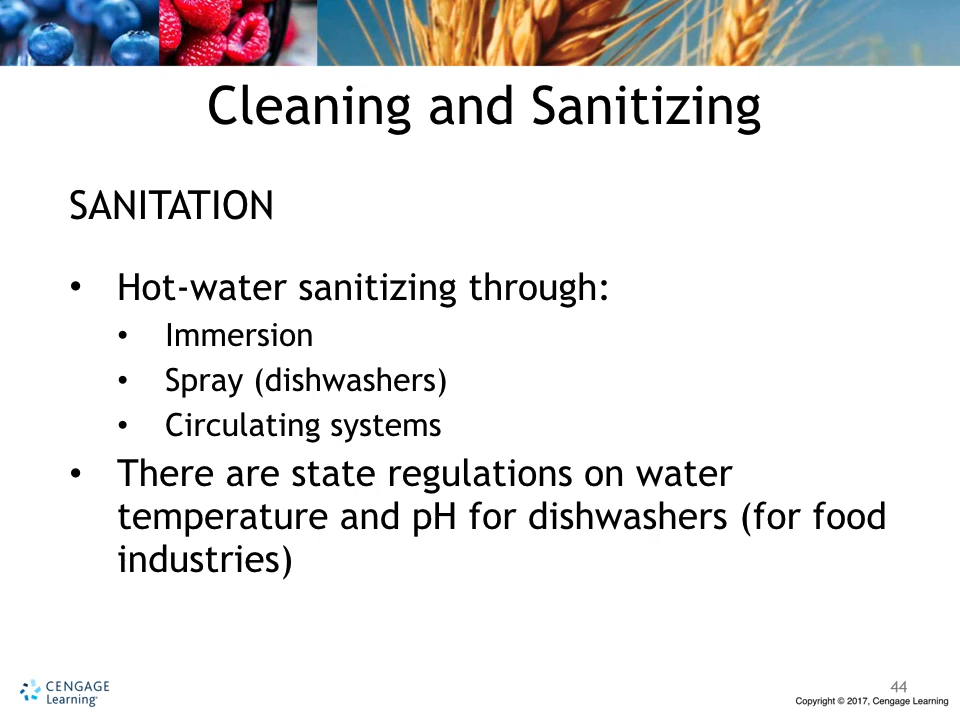 Cleaning and Sanitizing
SANITATION
• Hot-water sanitizing through:
• Immersion
• Spray (dishwashers)
• Circulating systems
• There are state regulations on water
temperature and pH for dishwashers (for food
industries)
CENGAGE
Learning
44
Copyright © 2017, Cengage Learning